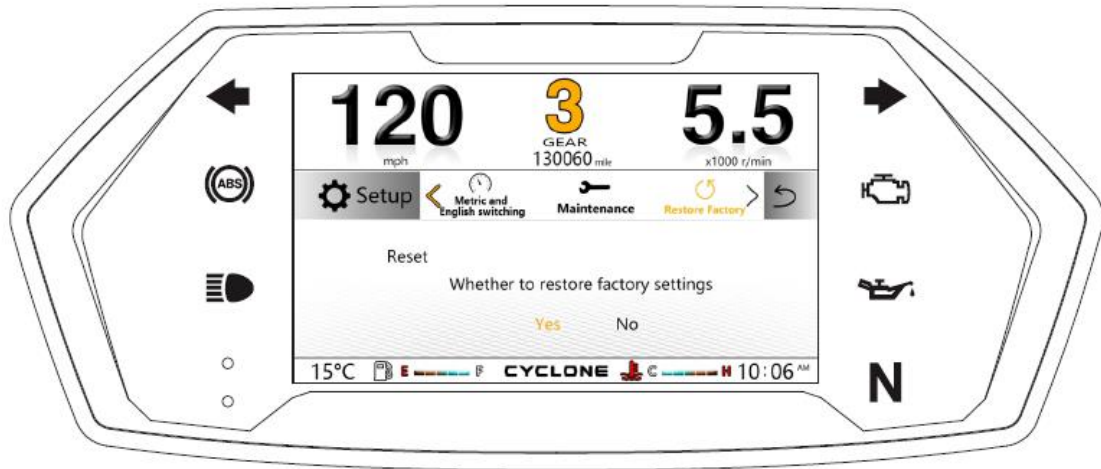 120
mph
3
GEAR
130060 mile
5.5
x1000 r/min
(ABS)
Setup
Metric and
English switching
Maintenance
Restore Factory
Reset
Whether to restore factory settings
Yes No
15°C E F CYCLONE C H 10:06 AM
N